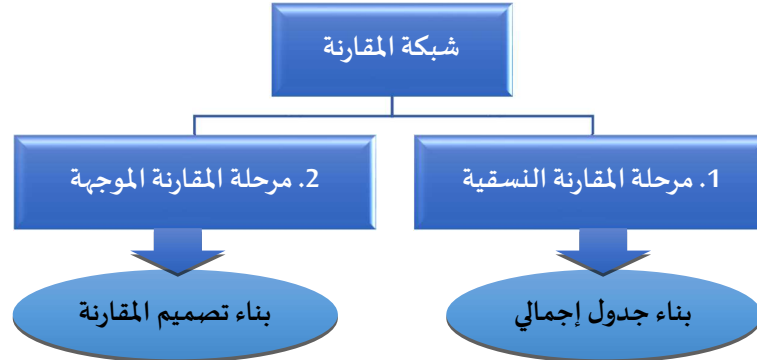 شبكة المقارنة
1. مرحلة المقارنة النسقية
2. مرحلة المقارنة الموجهة
بناء جدول إجمالي
بناء تصميم المقارنة